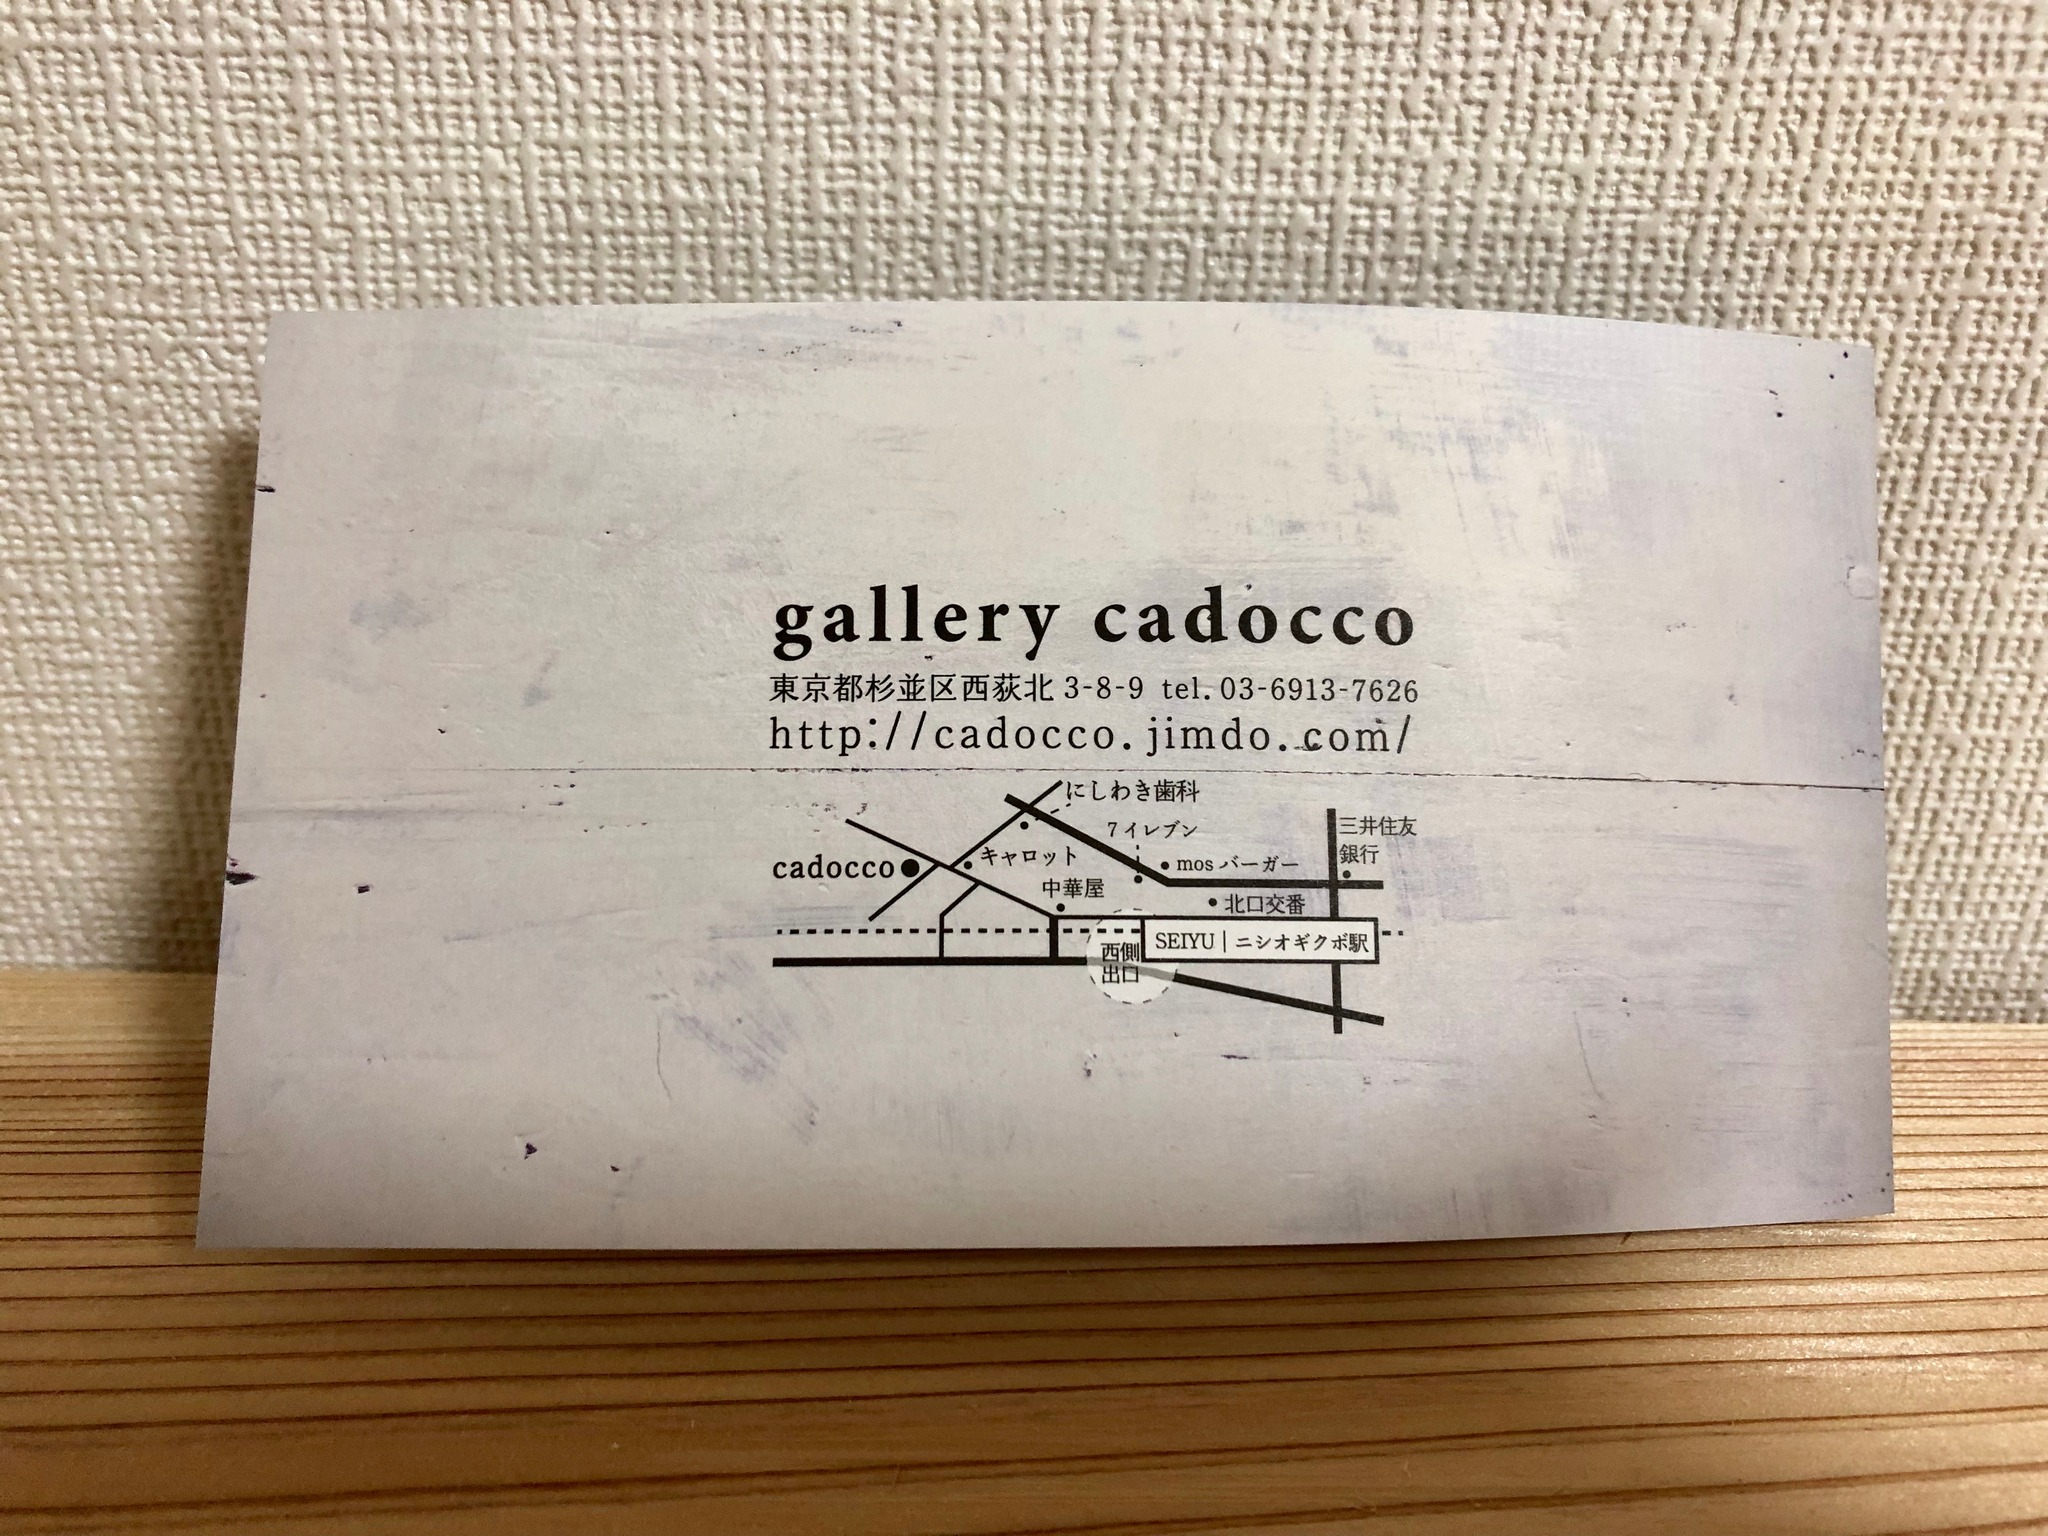 gallery cadocco
東京都杉並区西荻北 3-8-9 tel. 03-6913-7626
http://cadocco.jimdo.com/
にしわき歯科
7 イレブン
三井住友
銀行
cadocco
キャロット
mos バーガー
中華屋
北口交番
SEIYU | ニシオギクボ駅
西側
出口